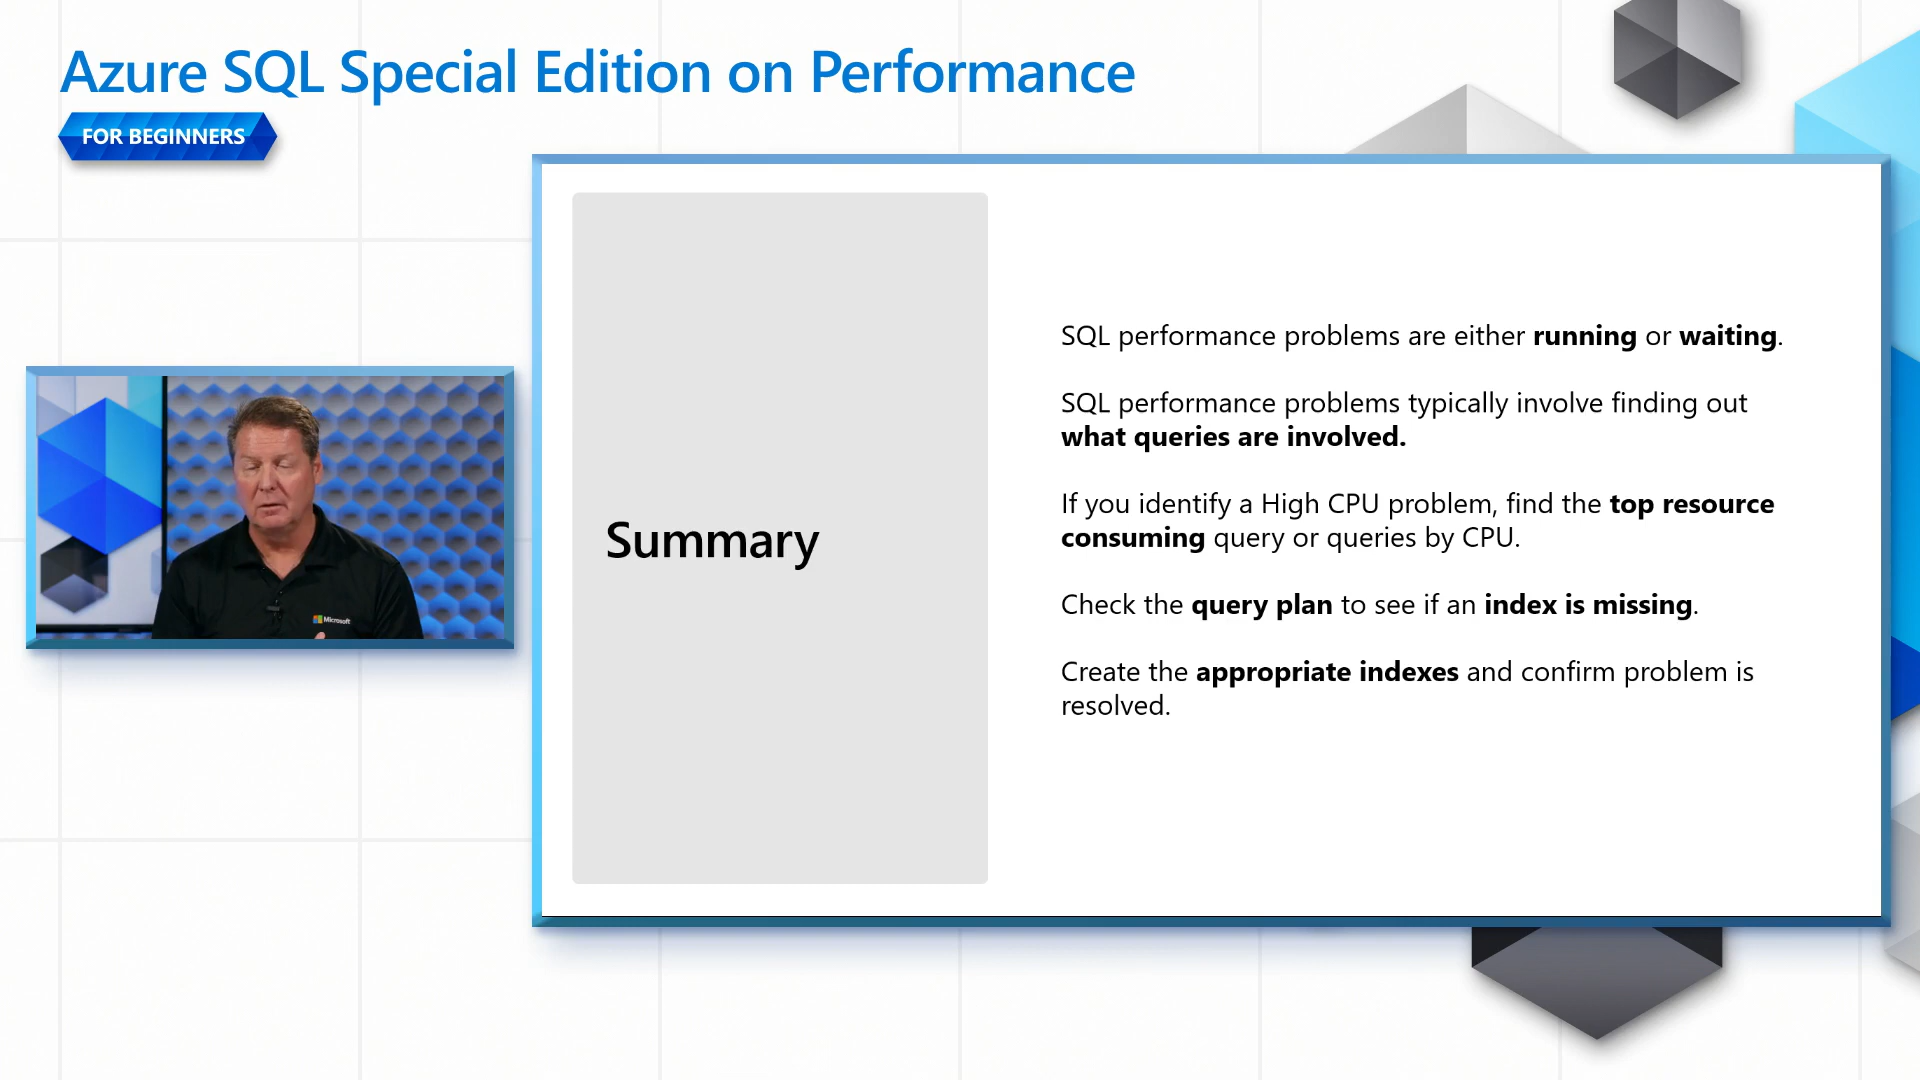 Azure SQL Special Edition on Performance
FOR BEGINNERS
Summary
SQL performance problems are either running or waiting.
SQL performance problems typically involve finding out
what queries are involved.
If you identify a High CPU problem, find the top resource
consuming query or queries by CPU.
Check the query plan to see if an index is missing.
Create the appropriate indexes and confirm problem is
resolved.
Microsoft